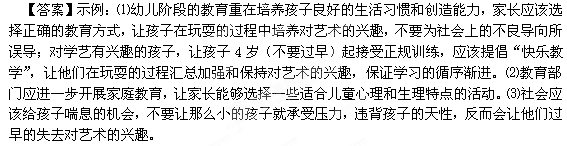 【答案】示例：⑴幼儿阶段的教育重在培养孩子良好的生活习惯和创造能力，家长应该选
择正确的教育方式，让孩子在玩耍的过程中培养对艺术的兴趣，不要为社会上的不良导向所
误导；对学艺有兴趣的孩子，让孩子 4 岁（不要过早）起接受正规训练，应该提倡“快乐教
学”，让他们在玩耍的过程汇总加强和保持对艺术的兴趣，保证学习的循序渐进。⑵教育部
门应进一步开展家庭教育，让家长能够选择一些适合儿童心理和生理特点的活动。⑶社会应
该给孩子喘息的机会，不要让那么小的孩子就承受压力，违背孩子的天性，反而会让他们过
早的失去对艺术的兴趣。